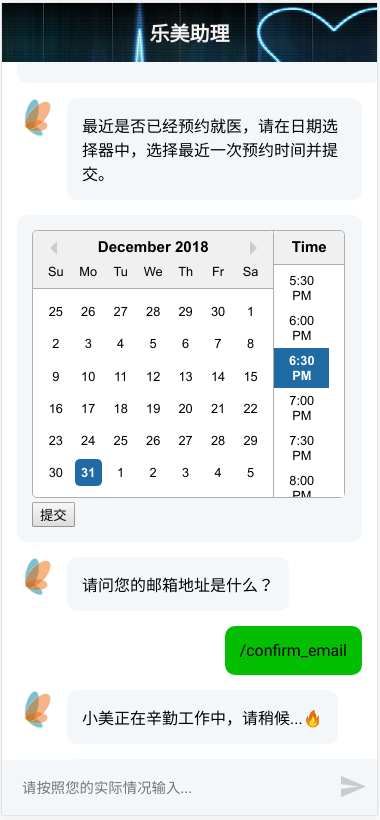 乐美助理
最近是否已经预约就医，请在日期选
择器中，选择最近一次预约时间并提
交。
December 2018
Time
Su Mo Tu We Th Fr Sa
25 26 27 28 29 30 1
2 3 4 5 6 7 8
9 10 11 12 13 14 15
16 17 18 19 20 21 22
23 24 25 26 27 28 29
30 31 1 2 3 4 5
5:30
PM
6:00
PM
6:30
PM
7:00
PM
7:30
PM
8:00
PM
提交
请问您的邮箱地址是什么？
/confirm_email
小美正在辛勤工作中，请稍候...🔥
请按照您的实际情况输入...